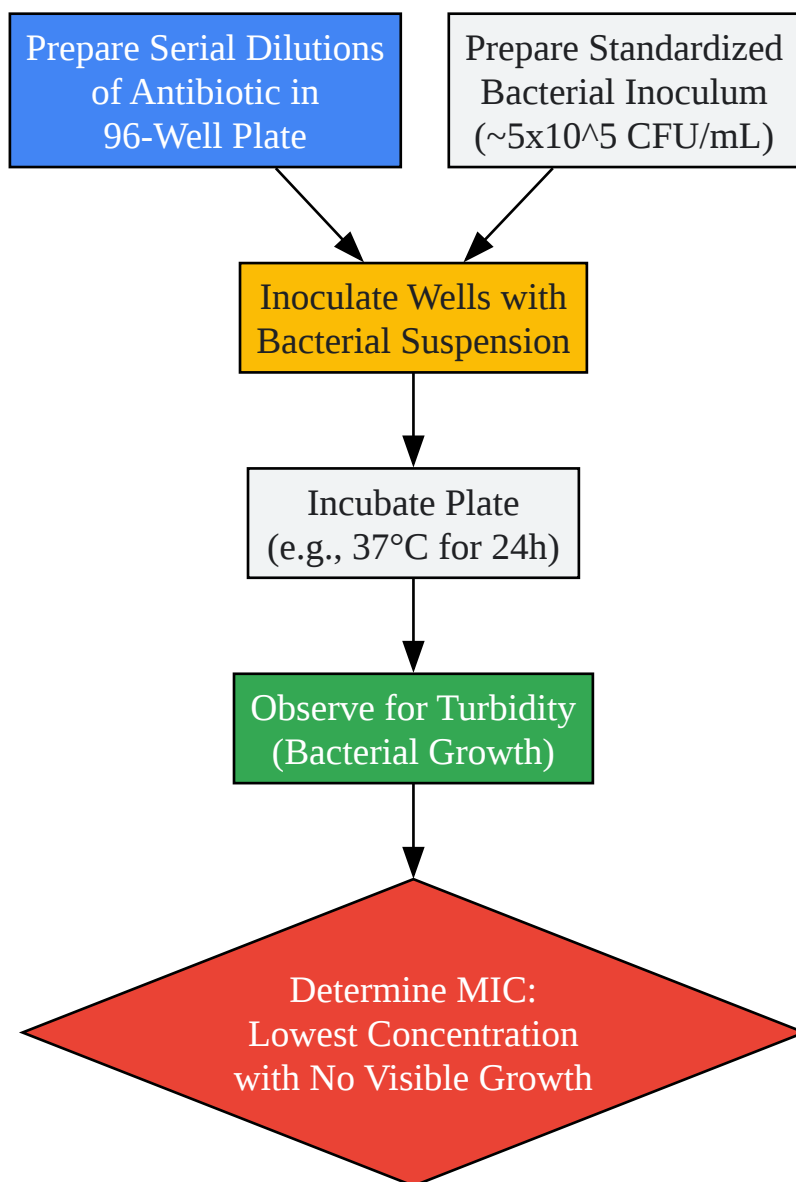 Prepare Serial Dilutions
of Antibiotic in
96-Well Plate
Prepare Standardized
Bacterial Inoculum
(~5x10^5 CFU/mL)
Inoculate Wells with
Bacterial Suspension
Incubate Plate
(e.g., 37°C for 24h)
Observe for Turbidity
(Bacterial Growth)
Determine MIC:
Lowest Concentration
with No Visible Growth